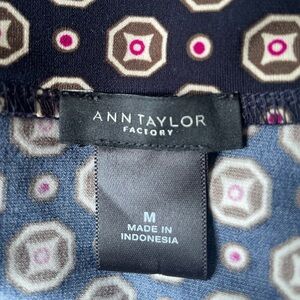 ANN TAYLOR
FACTORY
M
MADE IN
INDONESIA